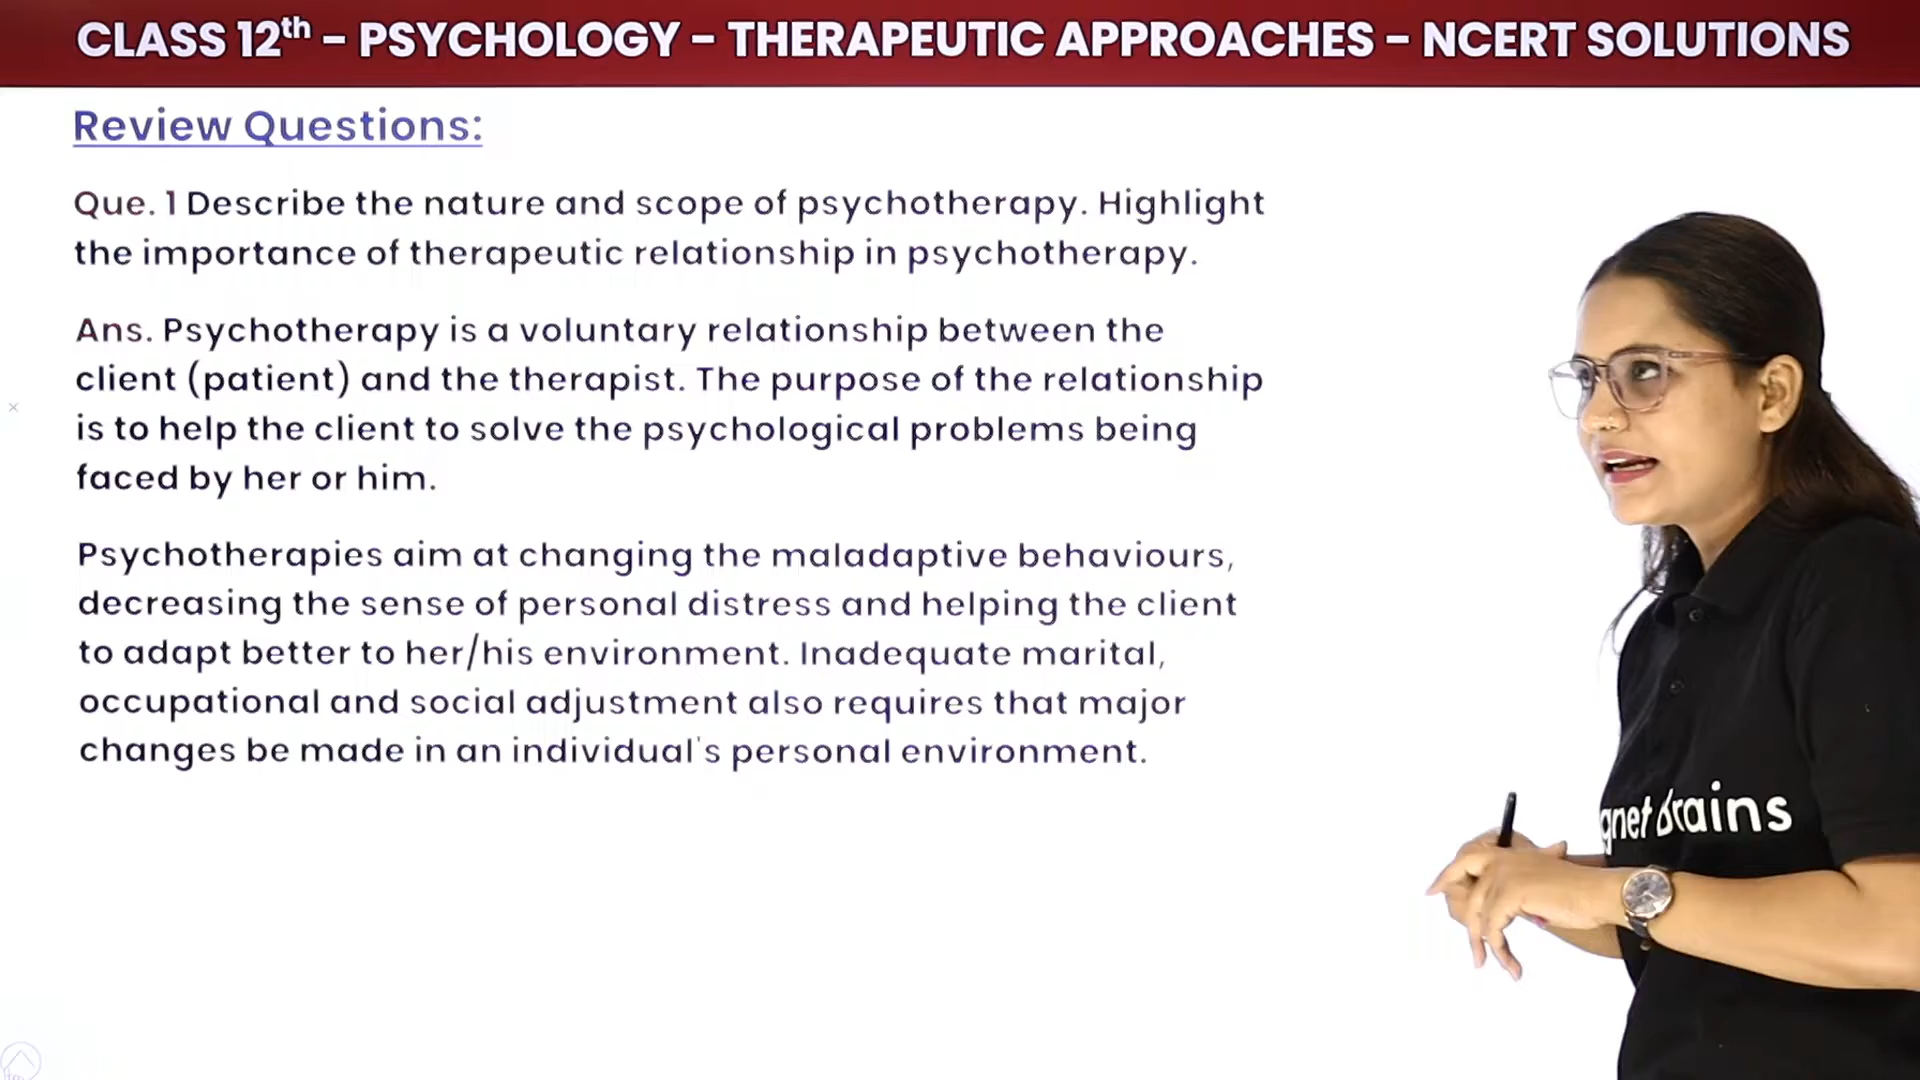 CLASS 12th - PSYCHOLOGY - THERAPEUTIC APPROACHES - NCERT SOLUTIONS
Review Questions:
Que. 1 Describe the nature and scope of psychotherapy. Highlight
the importance of therapeutic relationship in psychotherapy.
Ans. Psychotherapy is a voluntary relationship between the
client (patient) and the therapist. The purpose of the relationship
is to help the client to solve the psychological problems being
faced by her or him.
Psychotherapies aim at changing the maladaptive behaviours,
decreasing the sense of personal distress and helping the client
to adapt better to her/his environment. Inadequate marital,
occupational and social adjustment also requires that major
changes be made in an individual's personal environment.
gnet brains